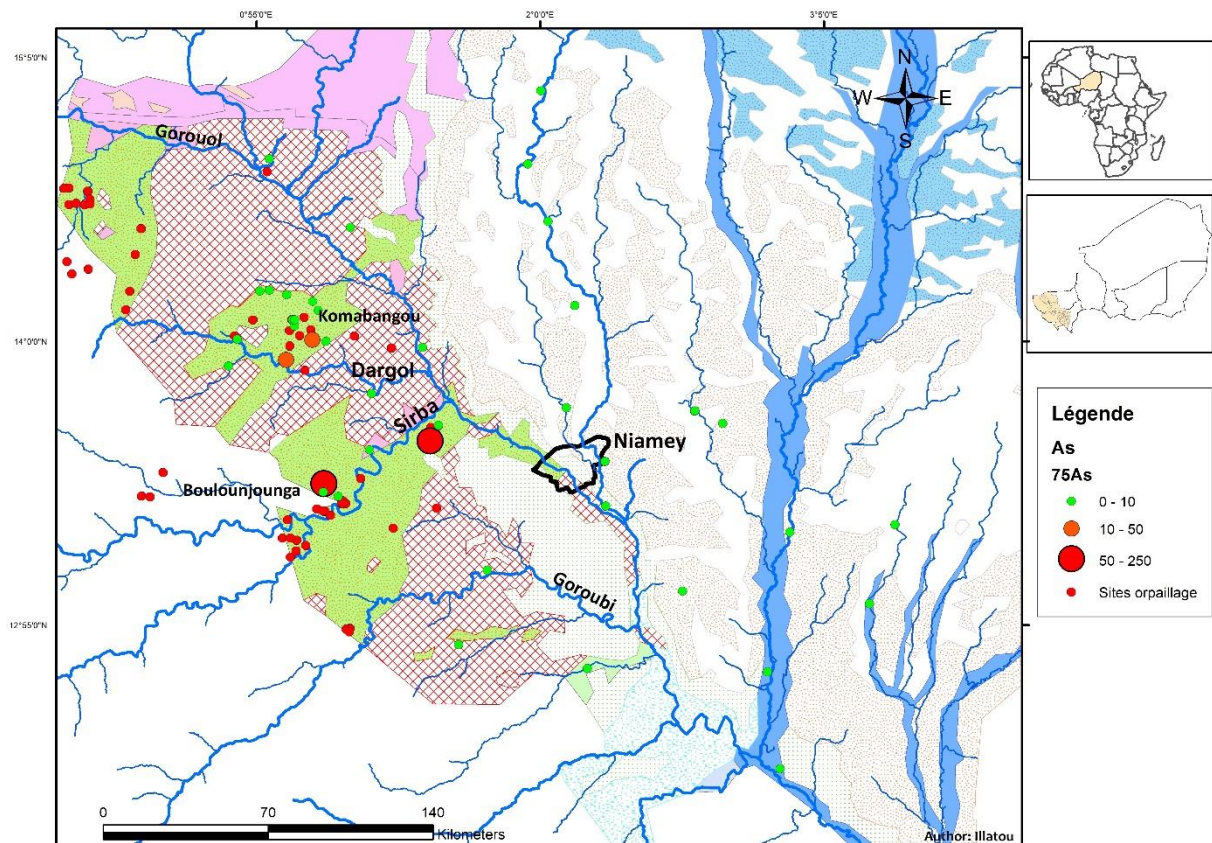 0°55'0"E 2°0'0"E 3°5'0"E
15°5'0"N
14°0'0"N
12°55'0"N
N
W E
S
Gorouol
Komabangou
Dargol
Sirba
Niamey
Boulounjounga
Goroubi
0 70 140
Kilometers
Author: Illatou
Légende
As
75As
0 - 10
10 - 50
50 - 250
Sites orpaillage